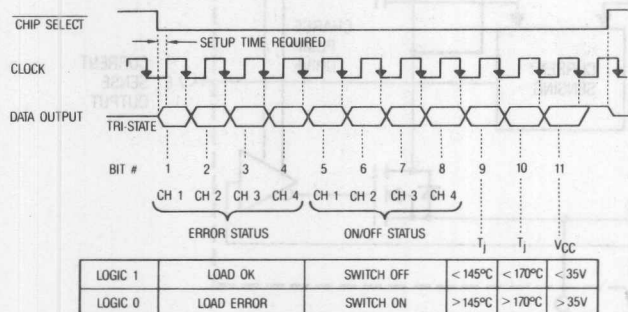 CHIP SELECT
SETUP TIME REQUIRED
CLOCK
DATA OUTPUT
TRI-STATE
BIT # 1 2 3 4 5 6 7 8 9 10 11
CH 1 CH 2 CH 3 CH 4 CH 1 CH 2 CH 3 CH 4
ERROR STATUS ON/OFF STATUS TJ TJ VCC
LOGIC 1 LOAD OK SWITCH OFF <145°C <170°C <35V
LOGIC 0 LOAD ERROR SWITCH ON >145°C >170°C >35V